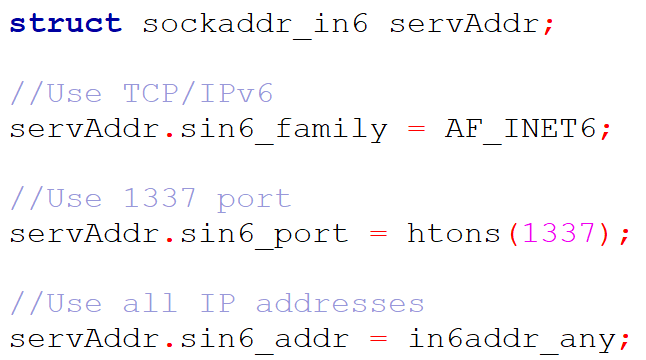 struct sockaddr_in6 servAddr;
//Use TCP/IPv6
servAddr.sin6_family = AF_INET6;
//Use 1337 port
servAddr.sin6_port = htons(1337);
//Use all IP addresses
servAddr.sin6_addr = in6addr_any;